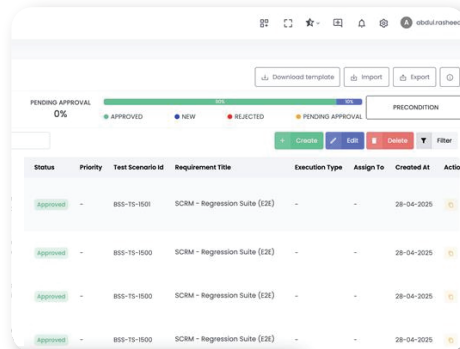 A abdul.rasheed
Download template Import Export
PENDING APPROVAL
0%
10%
APPROVED NEW REJECTED PENDING APPROVAL
PRECONDITION
+ Create Edit Delete Filter
Status Priority Test Scenario Id Requirement Title Execution Type Assign To Created At Actio
Approved - BSS-TS-1501 SCRM - Regression Suite (E2E) - - 28-04-2025
Approved - BSS-TS-1500 SCRM - Regression Suite (E2E) - - 28-04-2025
Approved - BSS-TS-1500 SCRM - Regression Suite (E2E) - - 28-04-2025
Approved - BSS-TS-1500 SCRM - Regression Suite (E2E) - - 28-04-2025